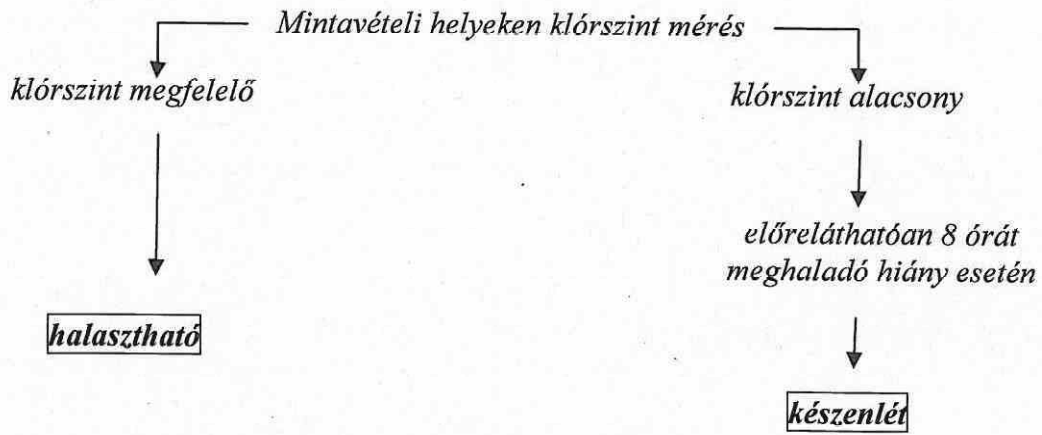 Mintavételi helyeken klórszint mérés
klórszint megfelelő
klórszint alacsony
előreláthatóan 8 órát
meghaladó hiány esetén
halasztható
készenlét